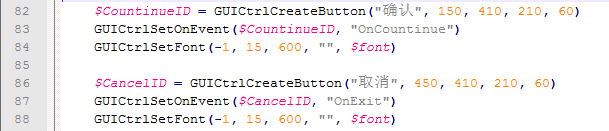 82 $CountinueID = GUICtrlCreateButton("确认", 150, 410, 210, 60)
83 GUICtrlSetOnEvent($CountinueID, "OnCountinue")
84 GUICtrlSetFont(-1, 15, 600, "", $font)
85
86 $CancelID = GUICtrlCreateButton("取消", 450, 410, 210, 60)
87 GUICtrlSetOnEvent($CancelID, "OnExit")
88 GUICtrlSetFont(-1, 15, 600, "", $font)